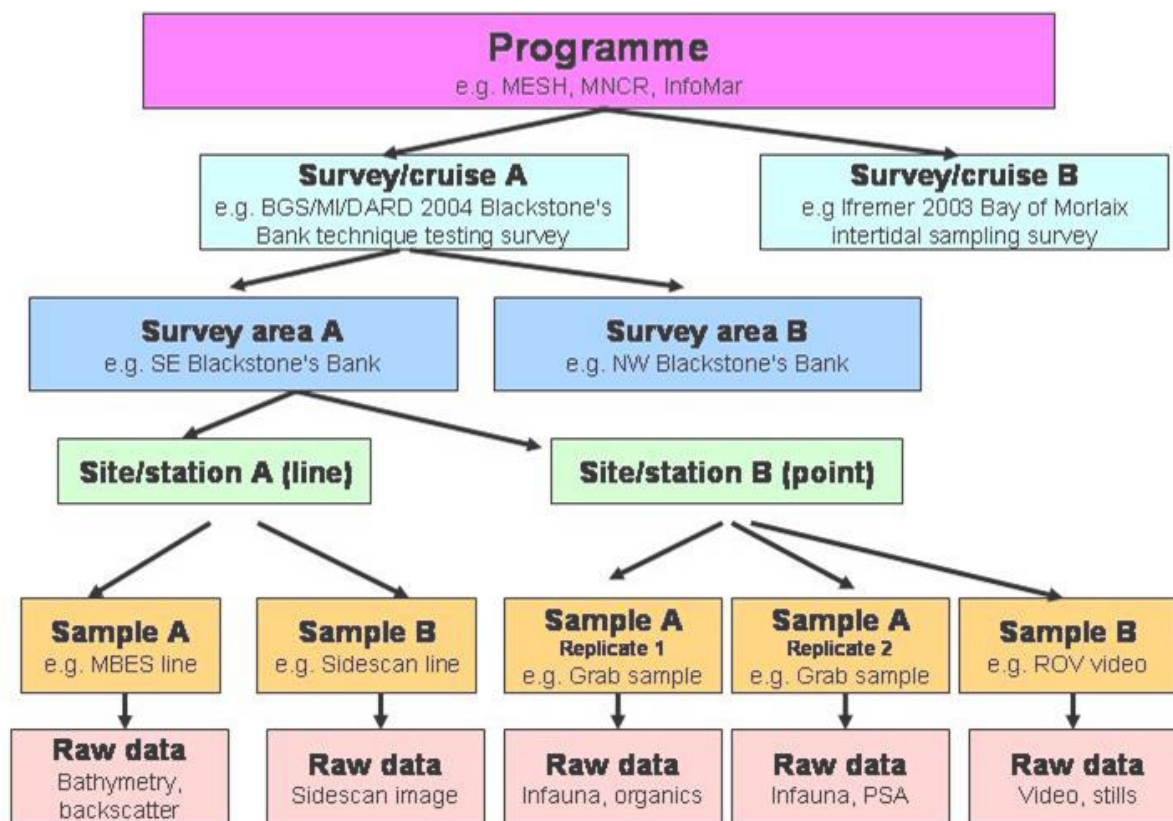 Programme
e.g. MESH, MNCR, InfoMar
Survey/cruise A
e.g. BGS/MI/DARD 2004 Blackstone's
Bank technique testing survey
Survey/cruise B
e.g Ifremer 2003 Bay of Morlaix
intertidal sampling survey
Survey area A
e.g. SE Blackstone's Bank
Survey area B
e.g. NW Blackstone's Bank
Site/station A (line)
Site/station B (point)
Sample A
e.g. MBES line
Sample B
e.g. Sidescan line
Sample A
Replicate 1
e.g. Grab sample
Sample A
Replicate 2
e.g. Grab sample
Sample B
e.g. ROV video
Raw data
Bathymetry,
backscatter
Raw data
Sidescan image
Raw data
Infauna, organics
Raw data
Infauna, PSA
Raw data
Video, stills